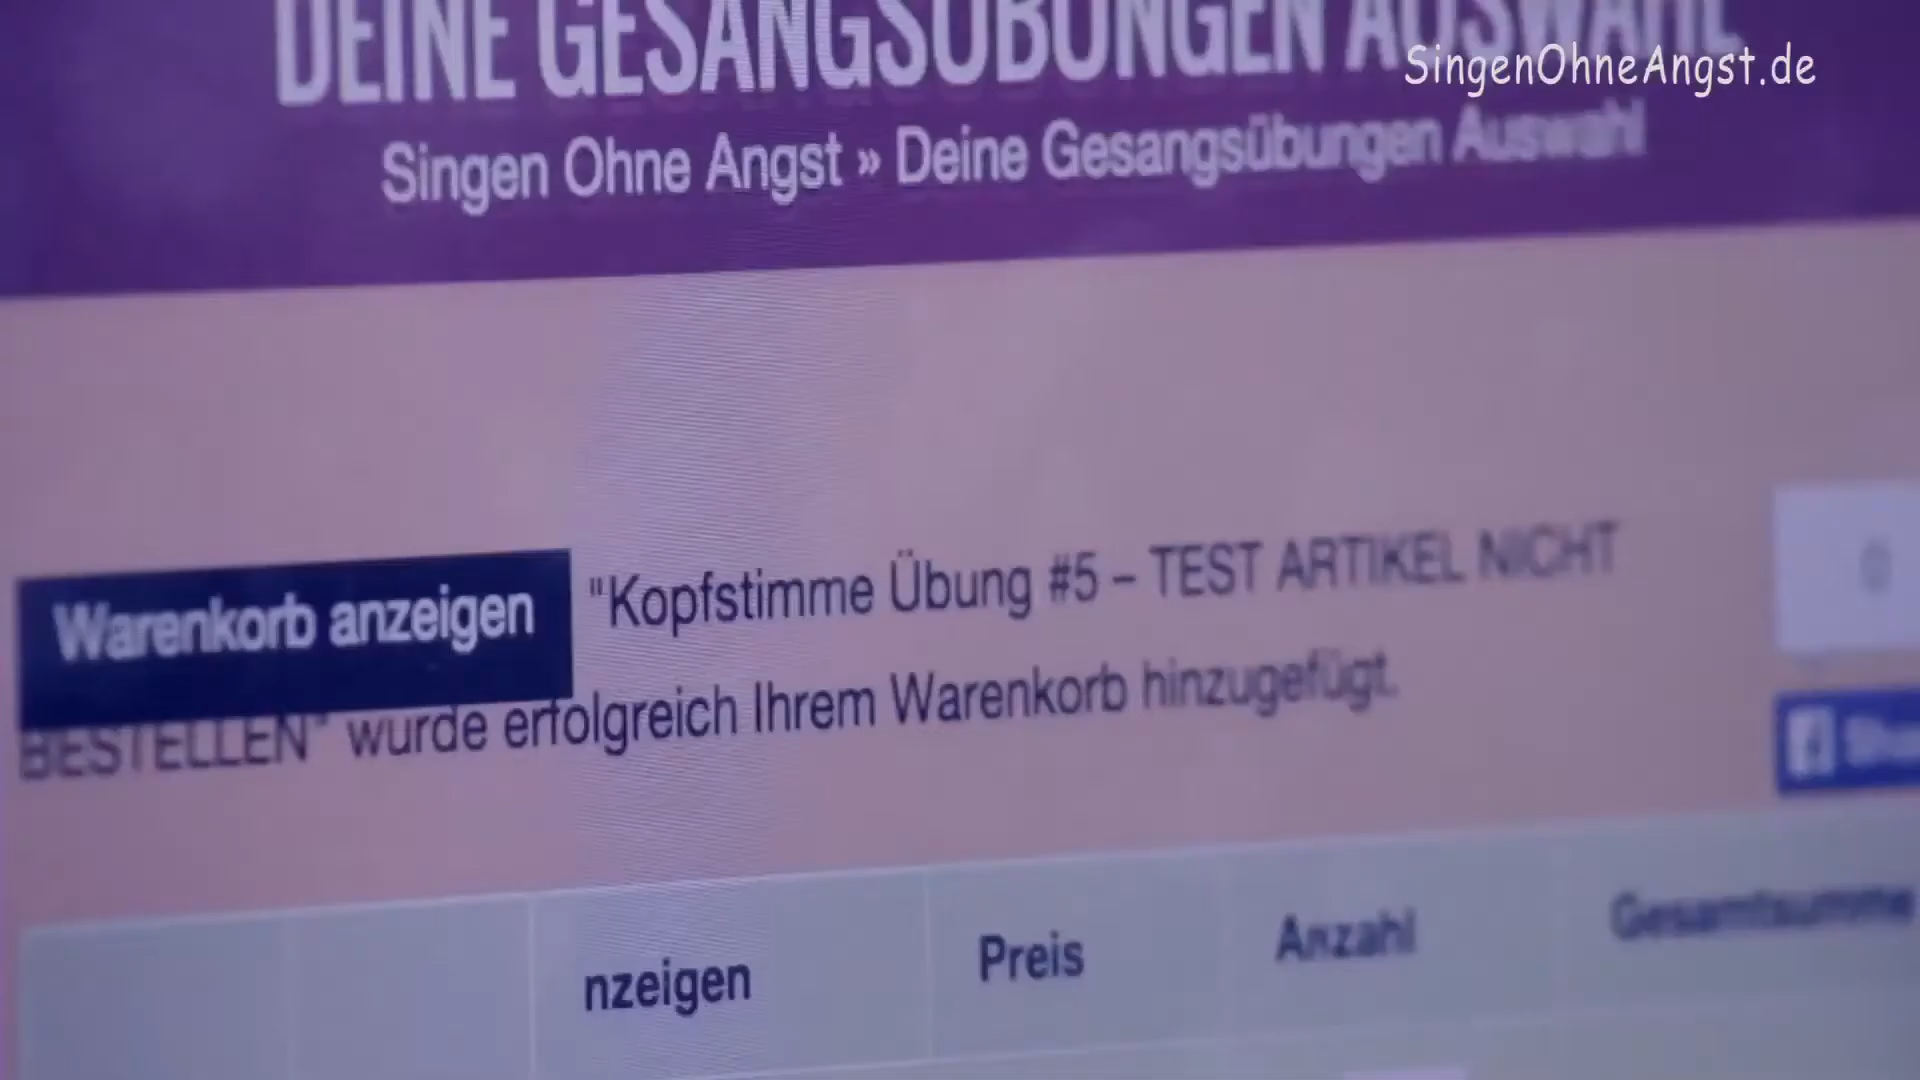 DEINE GESANGSÜBUNGEN AUSWAHL
SingenOhneAngst.de
Singen Ohne Angst » Deine Gesangsübungen Auswahl
Warenkorb anzeigen
"Kopfstimme Übung #5 – TEST ARTIKEL NICHT
BESTELLEN" wurde erfolgreich Ihrem Warenkorb hinzugefügt.
0
nzeigen
Preis
Anzahl
Gesamtsumme